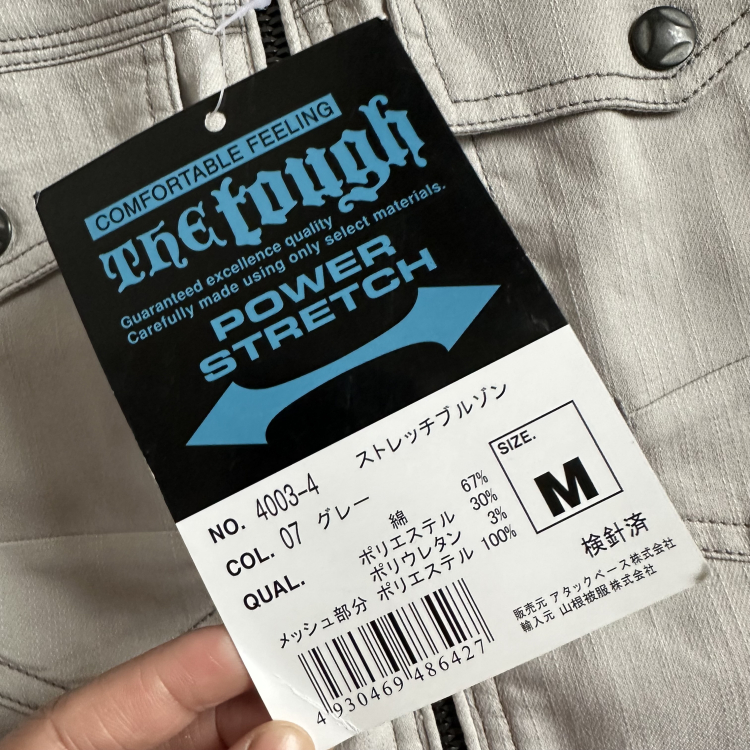 COMFORTABLE FEELING
The tough
Guaranteed excellence quality
Carefully made using only select materials.
POWER
STRETCH
ストレッチブルゾン
NO. 4003-4
COL. 07 グレー
QUAL.
綿 67%
ポリエステル 30%
ポリウレタン 3%
メッシュ部分 ポリエステル 100%
SIZE.
M
検針済
販売元 アタックベース株式会社
輸入元 山根被服株式会社
4930469486427